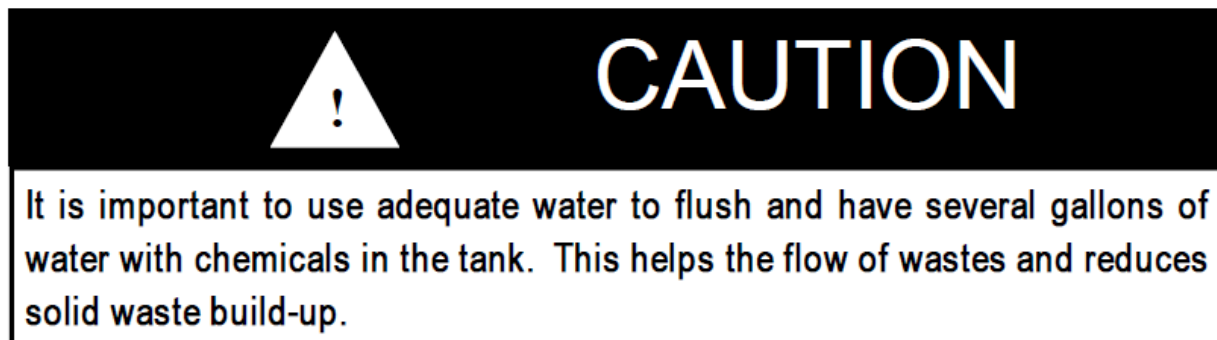 ! CAUTION
It is important to use adequate water to flush and have several gallons of
water with chemicals in the tank.  This helps the flow of wastes and reduces
solid waste build-up.